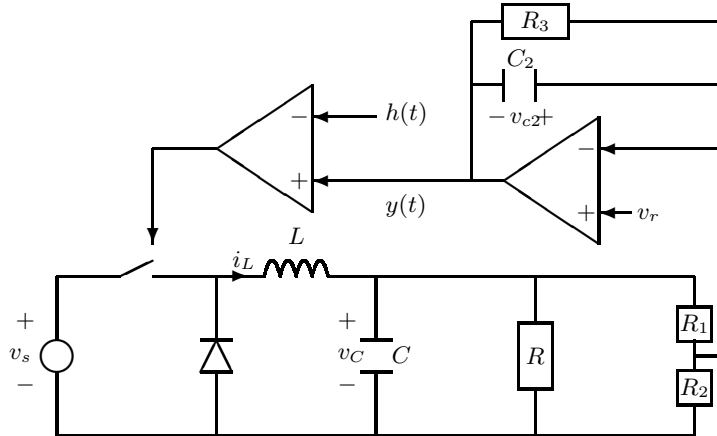 R3
C2
− vc2+
− h(t)
+
y(t)
−
+ vr
L
iL
+
vs
−
+
vC C
−
R
R1
R2